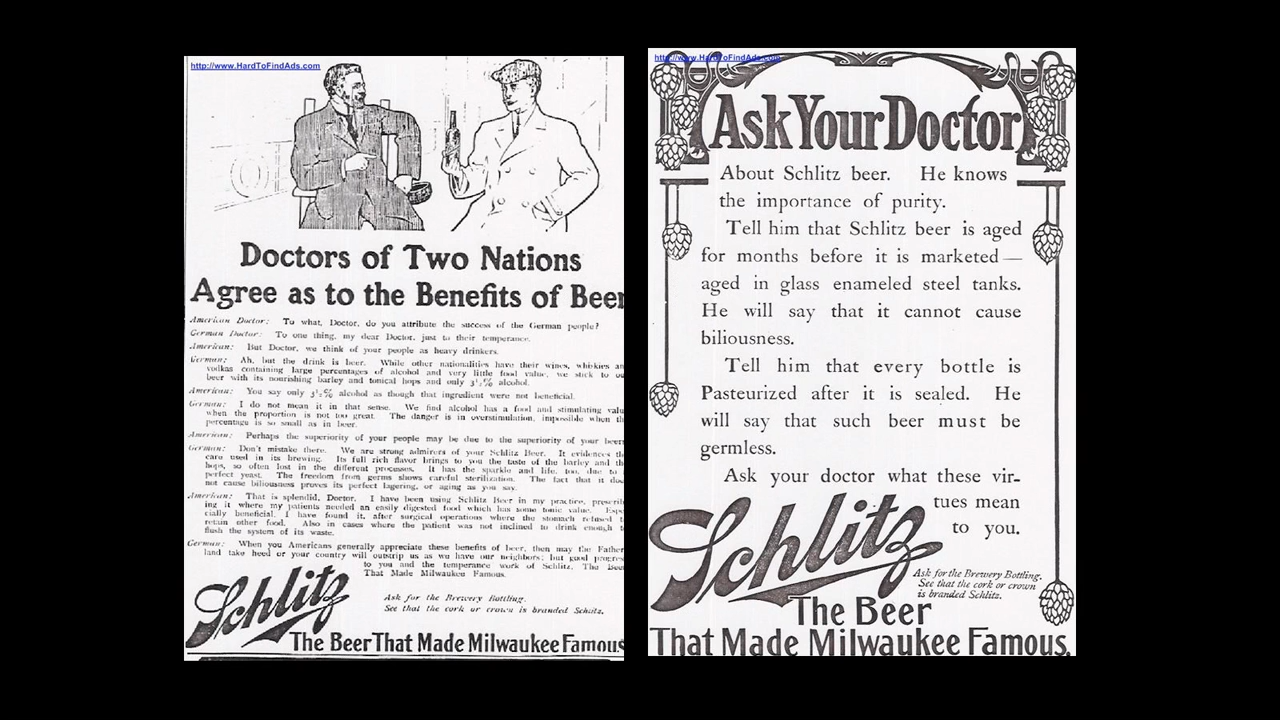 http://www.HardToFindAds.com
Doctors of Two Nations
Agree as to the Benefits of Beer
American Doctor: To what, Doctor, do you attribute the success of the German people?
German Doctor: To one thing, my dear Doctor, just to their temperance.
American: But Doctor, we think of your people as heavy drinkers.
German: Ah, but the drink is beer. While other nationalities have their wines, whiskies an
vodkas containing large percentages of alcohol and very little food value, we stick to ou
beer with its nourishing barley and tonical hops and only 3½% alcohol.
American: You say only 3½% alcohol as though that ingredient were not beneficial.
German: I do not mean it in that sense. We find alcohol has a food and stimulating valu
when the proportion is not too great. The danger is in overstimulation, impossible when th
percentage is so small as in beer.
American: Perhaps the superiority of your people may be due to the superiority of your beer
German: Don't mistake there. We are strong admirers of your Schlitz Beer. It evidences th
care used in its brewing. Its full rich flavor brings to you the taste of the barley and th
hops, so often lost in the different processes. It has the sparkle and life, too, due to
perfect yeast. The freedom from germs shows careful sterilization. The fact that it doe
not cause biliousness proves its perfect lagering, or aging as you say.
American: That is splendid, Doctor. I have been using Schlitz Beer in my practice, prescrib
ing it where my patients needed an easily digested food which has some tonic value. Espe
cially beneficial, I have found it, after surgical operations where the stomach refused t
retain other food. Also in cases where the patient was not inclined to drink enough t
flush the system of its waste.
German: When you Americans generally appreciate these benefits of beer, then may the Father
land take heed or your country will outstrip us as we have our neighbors; but good progres
to you and the temperance work of Schlitz, The Beer
That Made Milwaukee Famous.
Schlitz
Ask for the Brewery Bottling.
See that the cork or crown is branded Schlitz.
The Beer That Made Milwaukee Famous
http://www.HardToFindAds.com
Ask Your Doctor
About Schlitz beer. He knows
the importance of purity.
Tell him that Schlitz beer is aged
for months before it is marketed—
aged in glass enameled steel tanks.
He will say that it cannot cause
biliousness.
Tell him that every bottle is
Pasteurized after it is sealed. He
will say that such beer must be
germless.
Ask your doctor what these vir-
tues mean
to you.
Schlitz
Ask for the Brewery Bottling.
See that the cork or crown
is branded Schlitz.
The Beer
That Made Milwaukee Famous.